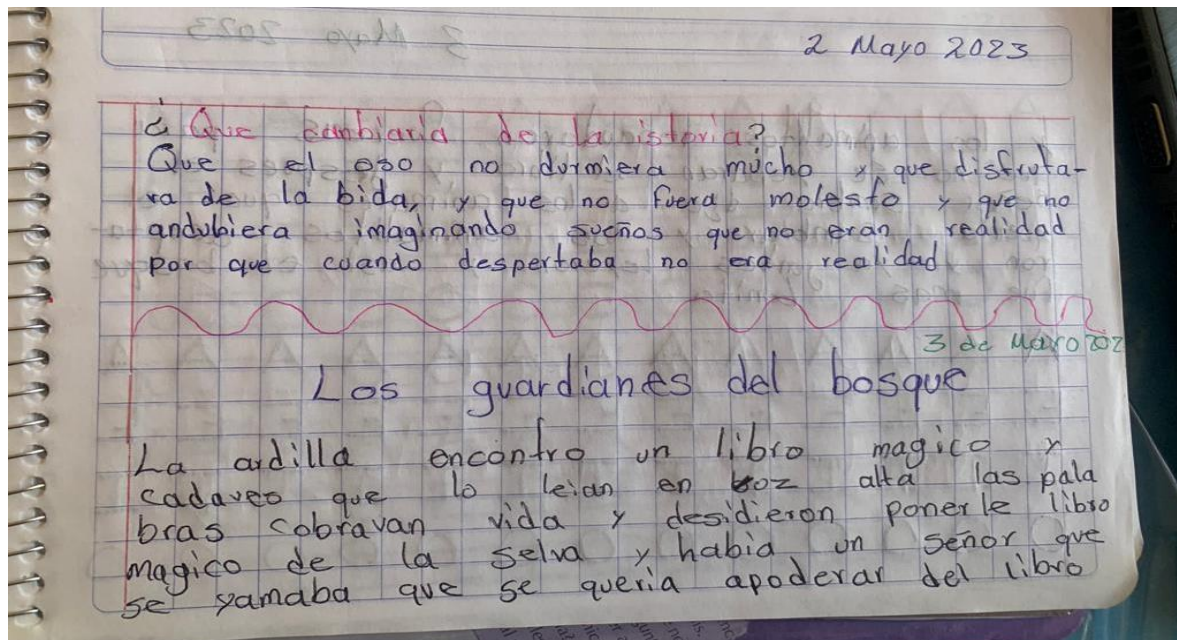 2 Mayo 2023
¿Que canbiaria de la istoria?
Que el oso no durmiera mucho y que disfruta-
ra de la bida, y que no fuera molesto y que no
andubiera imaginando sueños que no eran realidad
por que cuando despertaba no era realidad
3 de Mayo 202
Los guardianes del bosque
La ardilla encontro un libro magico y
cadaves que lo leian en voz alta las pala
bras cobravan vida y desidieron ponerle libro
magico de la selva y habia un señor que
se yamaba que se queria apoderar del libro